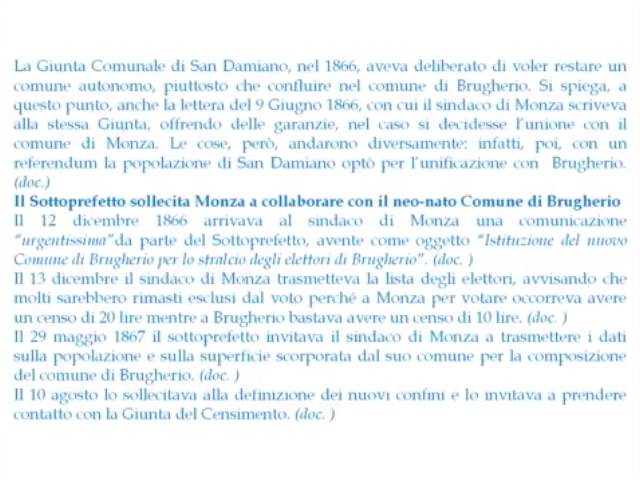 La Giunta Comunale di San Damiano, nel 1866, aveva deliberato di voler restare un
comune autonomo, piuttosto che confluire nel comune di Brugherio. Si spiega, a
questo punto, anche la lettera del 9 Giugno 1866, con cui il sindaco di Monza scriveva
alla stessa Giunta, offrendo delle garanzie, nel caso si decidesse l'unione con il
comune di Monza. Le cose, però, andarono diversamente: infatti, poi, con un
referendum la popolazione di San Damiano optò per l'unificazione con Brugherio.
(doc.)
Il Sottoprefetto sollecita Monza a collaborare con il neo-nato Comune di Brugherio
Il 12 dicembre 1866 arrivava al sindaco di Monza una comunicazione
"urgentissima"da parte del Sottoprefetto, avente come oggetto "Istituzione del nuovo
Comune di Brugherio per lo stralcio degli elettori di Brugherio". (doc. )
Il 13 dicembre il sindaco di Monza trasmetteva la lista degli elettori, avvisando che
molti sarebbero rimasti esclusi dal voto perché a Monza per votare occorreva avere
un censo di 20 lire mentre a Brugherio bastava avere un censo di 10 lire. (doc. )
Il 29 maggio 1867 il sottoprefetto invitava il sindaco di Monza a trasmettere i dati
sulla popolazione e sulla superficie scorporata dal suo comune per la composizione
del comune di Brugherio. (doc. )
Il 10 agosto lo sollecitava alla definizione dei nuovi confini e lo invitava a prendere
contatto con la Giunta del Censimento. (doc. )